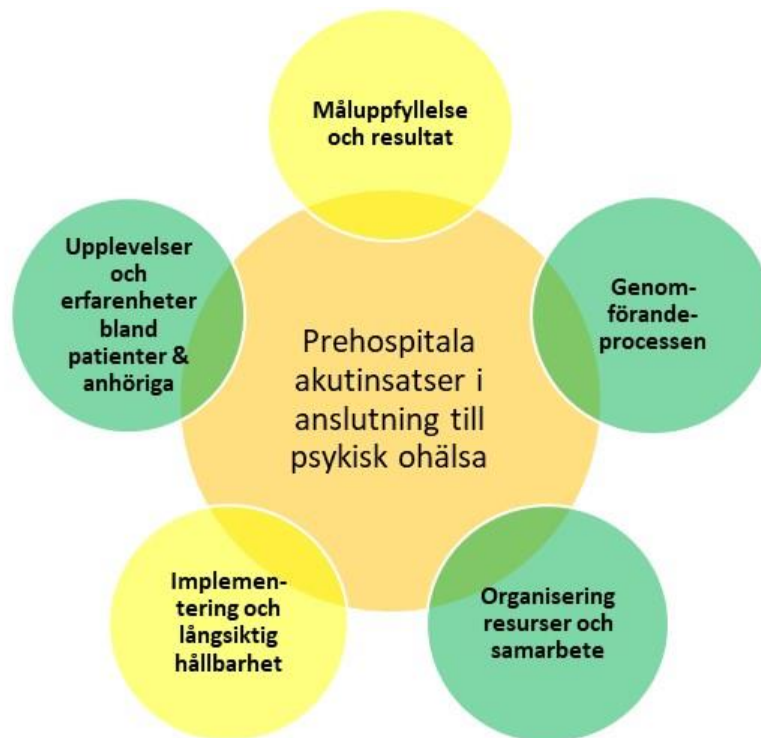 Måluppfyllelse
och resultat
Upplevelser
och
erfarenheter
bland
patienter &
anhöriga
Genom-
förande-
processen
Prehospitala
akutinsatser i
anslutning till
psykisk ohälsa
Implemen-
tering och
långsiktig
hållbarhet
Organisering
resurser och
samarbete